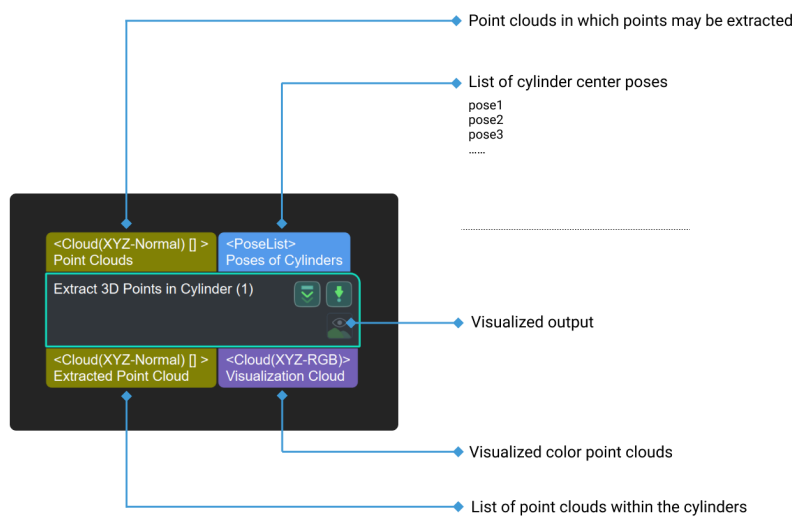 Point clouds in which points may be extracted
List of cylinder center poses
pose1
pose2
pose3
......
<Cloud(XYZ-Normal) [] >
Point Clouds
<PoseList>
Poses of Cylinders
Extract 3D Points in Cylinder (1)
Visualized output
<Cloud(XYZ-Normal) [] >
Extracted Point Cloud
<Cloud(XYZ-RGB)>
Visualization Cloud
Visualized color point clouds
List of point clouds within the cylinders